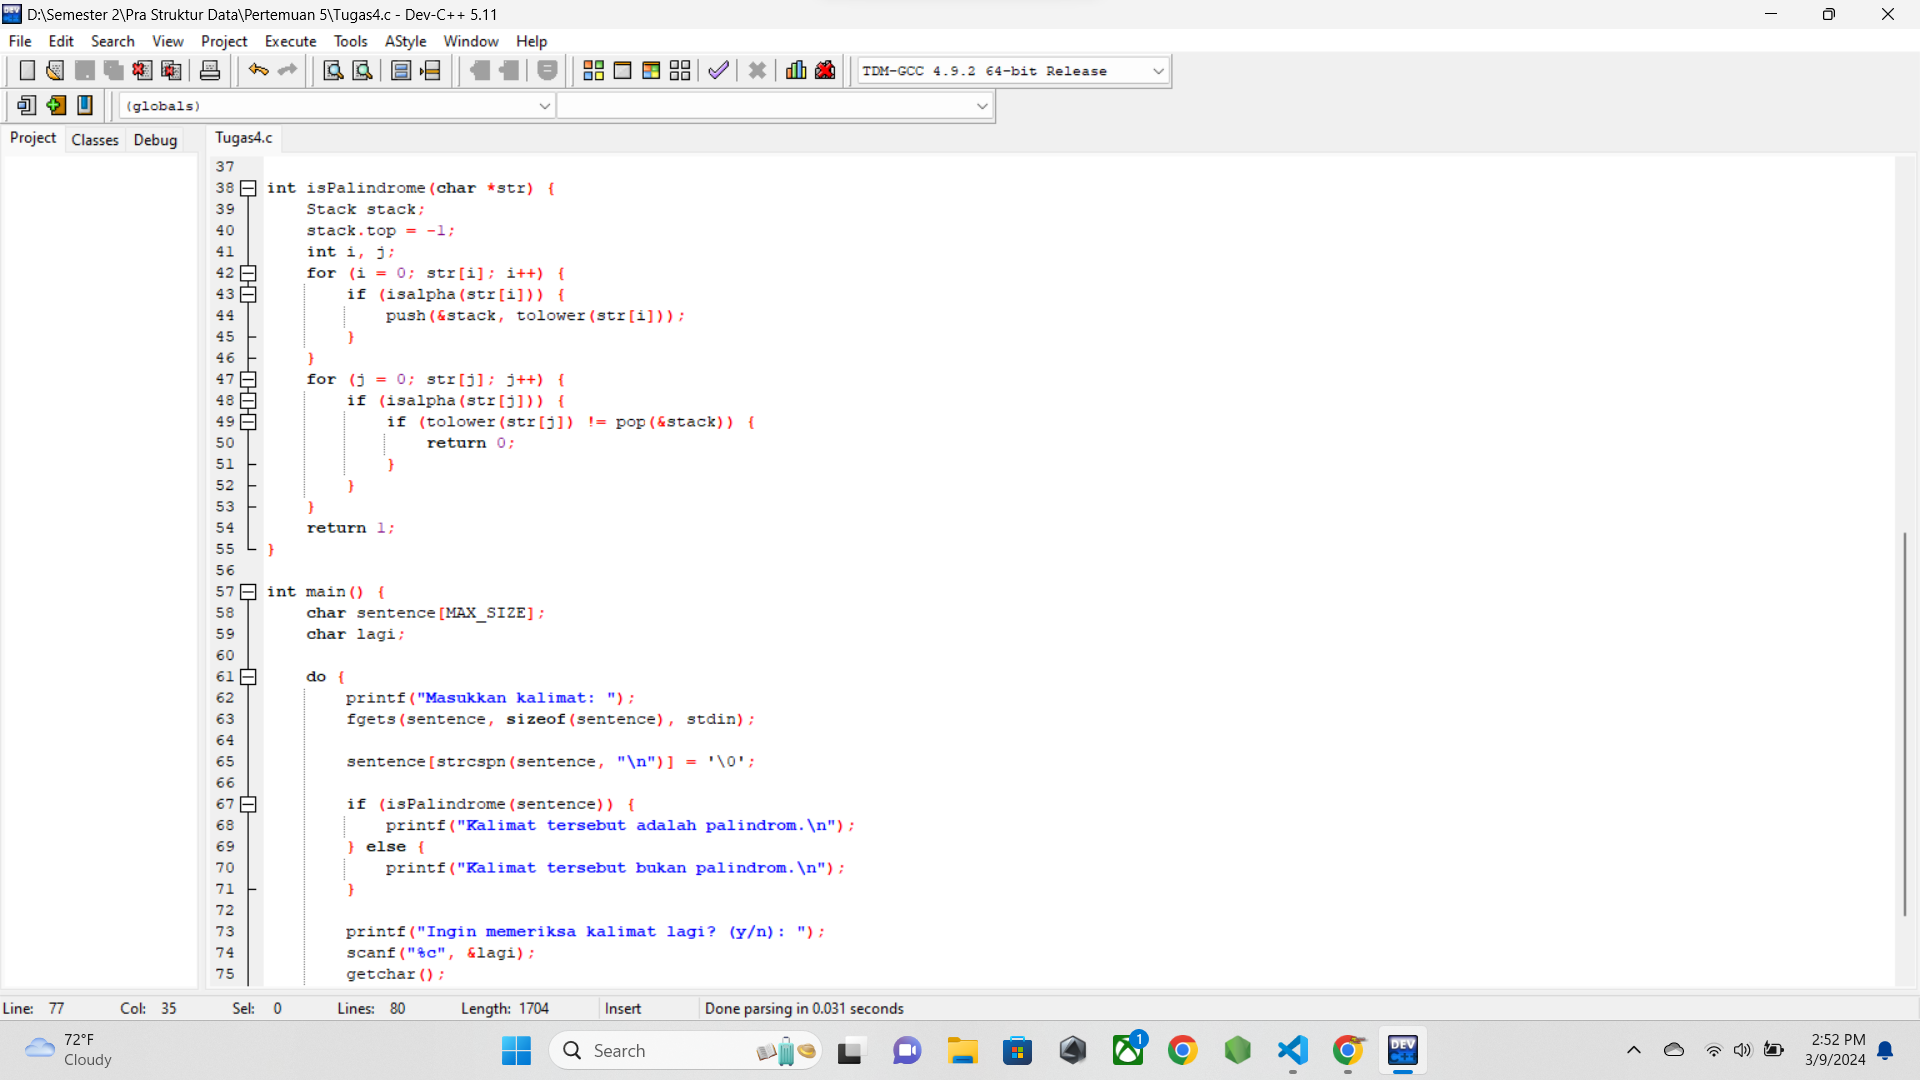 D:\Semester 2\Pra Struktur Data\Pertemuan 5\Tugas4.c - Dev-C++ 5.11
File Edit Search View Project Execute Tools AStyle Window Help
TDM-GCC 4.9.2 64-bit Release
(globals)
Project Classes Debug Tugas4.c
37
38 int isPalindrome(char *str) {
39     Stack stack;
40     stack.top = -1;
41     int i, j;
42     for (i = 0; str[i]; i++) {
43         if (isalpha(str[i])) {
44             push(&stack, tolower(str[i]));
45         }
46     }
47     for (j = 0; str[j]; j++) {
48         if (isalpha(str[j])) {
49             if (tolower(str[j]) != pop(&stack)) {
50                 return 0;
51             }
52         }
53     }
54     return 1;
55 }
56
57 int main() {
58     char sentence[MAX_SIZE];
59     char lagi;
60
61     do {
62         printf("Masukkan kalimat: ");
63         fgets(sentence, sizeof(sentence), stdin);
64
65         sentence[strcspn(sentence, "\n")] = '\0';
66
67         if (isPalindrome(sentence)) {
68             printf("Kalimat tersebut adalah palindrom.\n");
69         } else {
70             printf("Kalimat tersebut bukan palindrom.\n");
71         }
72
73         printf("Ingin memeriksa kalimat lagi? (y/n): ");
74         scanf("%c", &lagi);
75         getchar();
Line: 77 Col: 35 Sel: 0 Lines: 80 Length: 1704 Insert Done parsing in 0.031 seconds
72°F
Cloudy
Search
1
DEV
C++
2:52 PM
3/9/2024